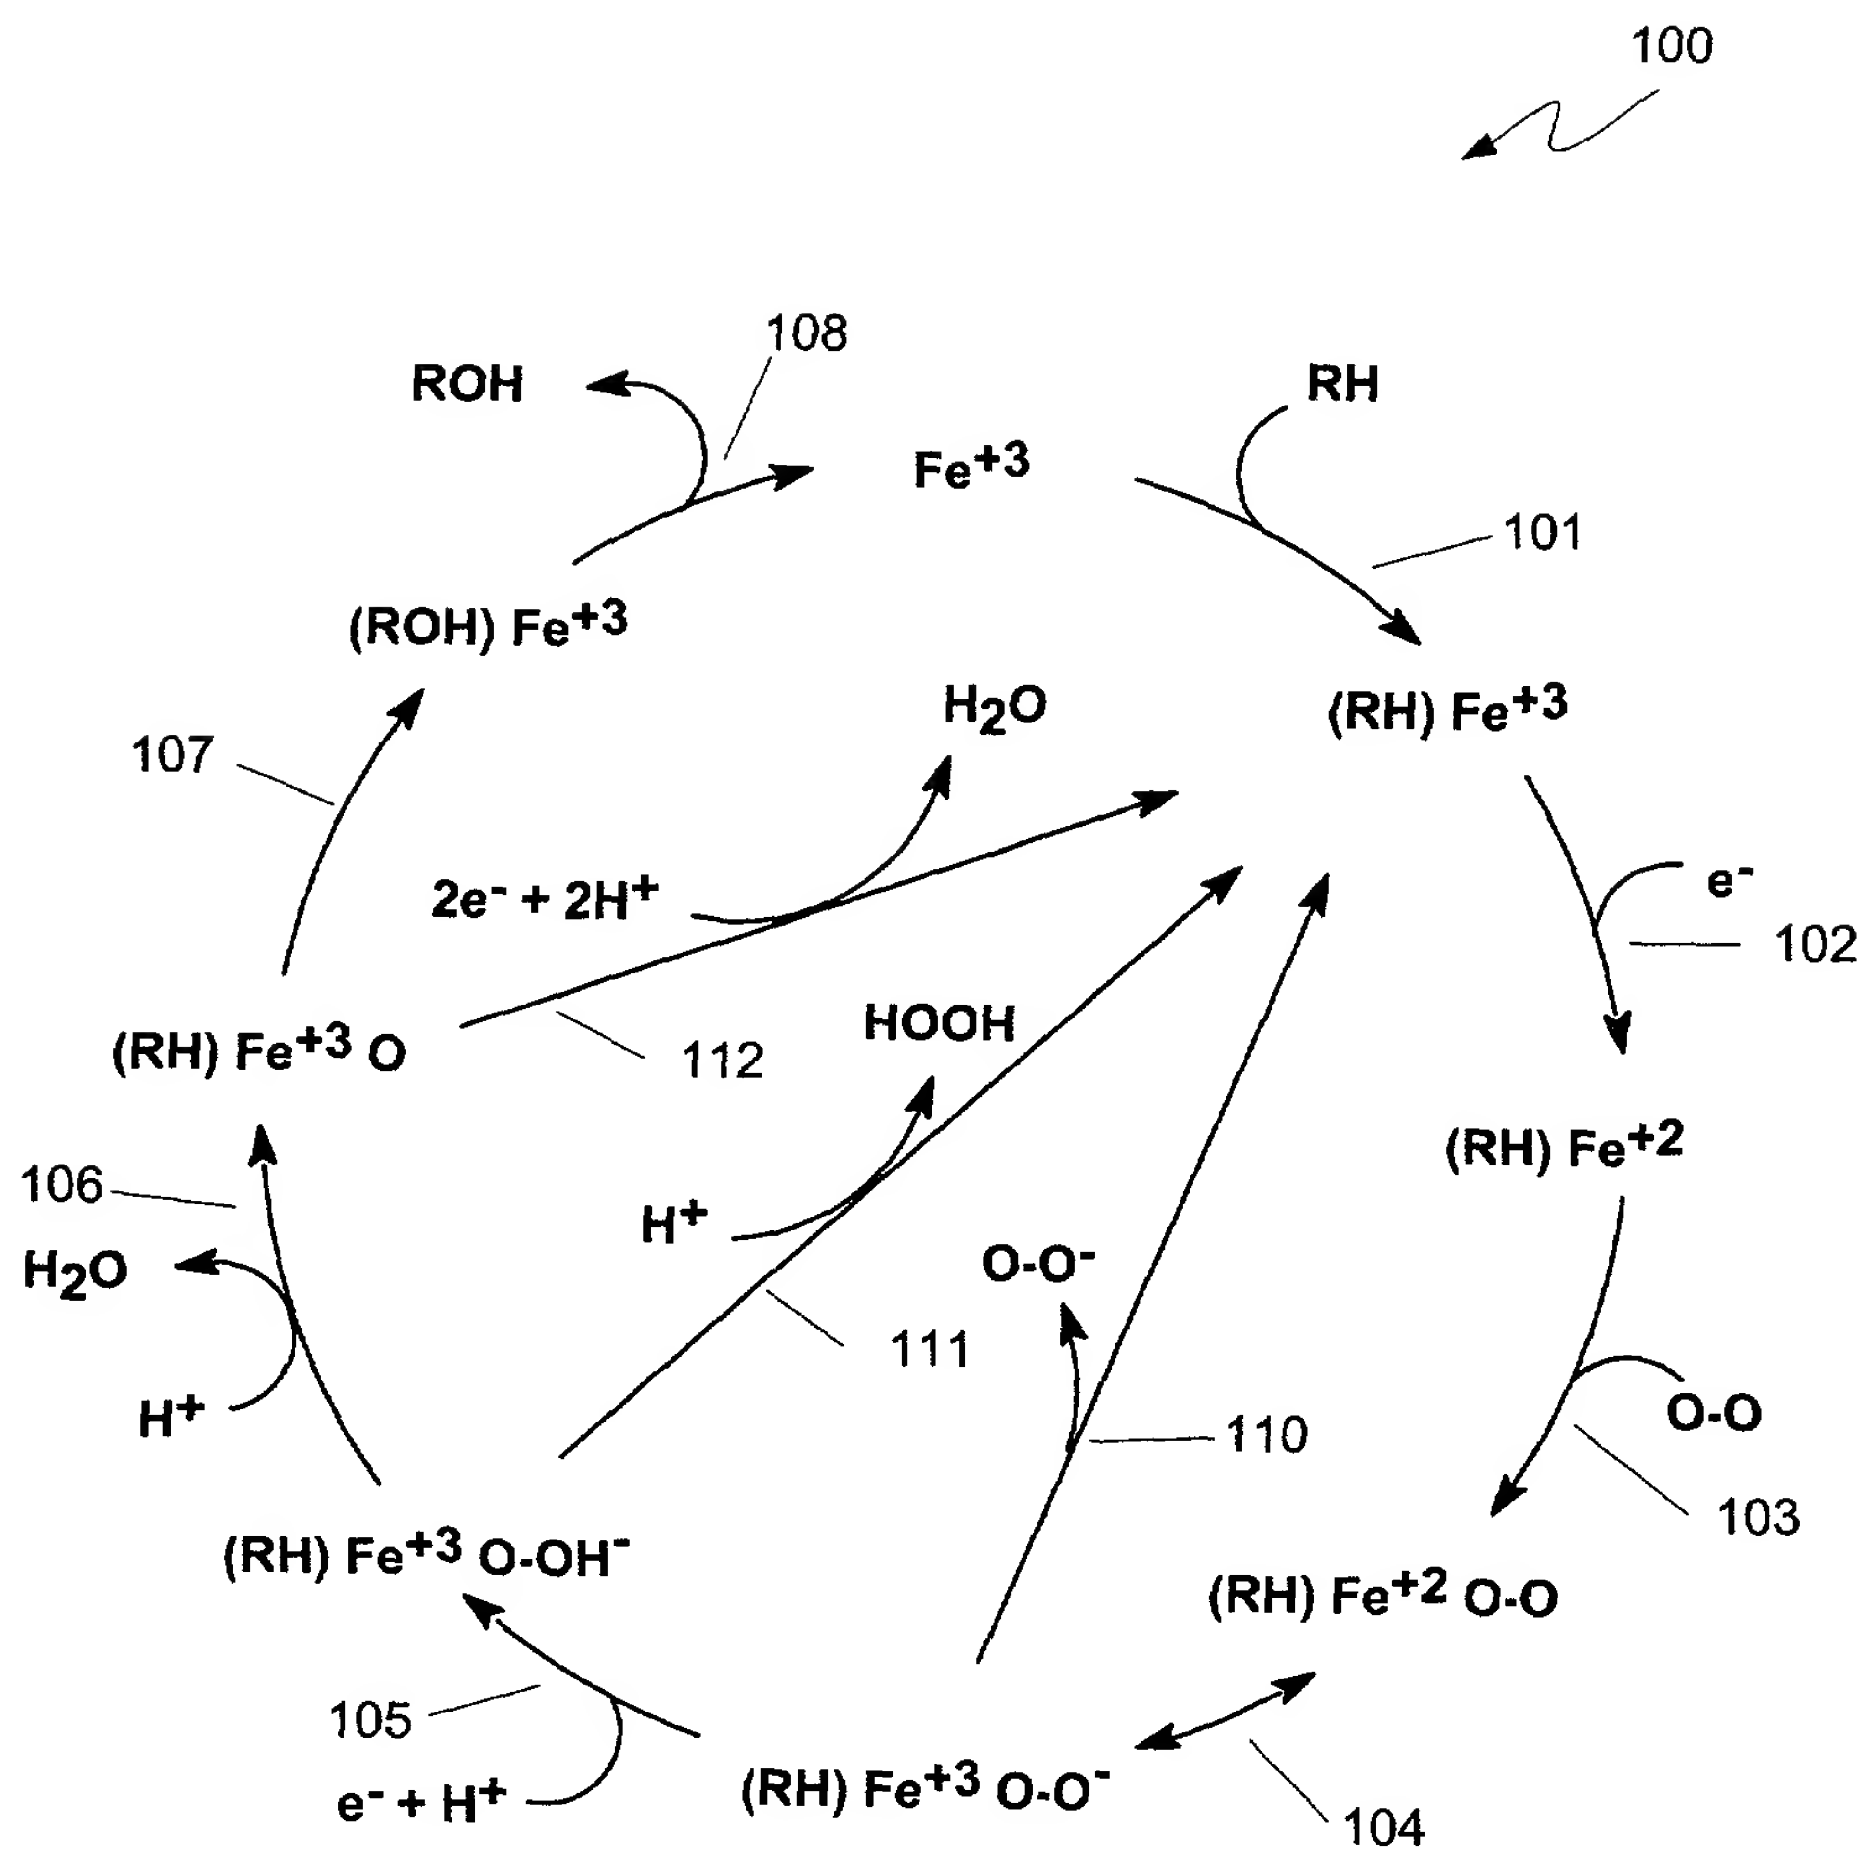 100
108
ROH
RH
Fe+3
101
(ROH) Fe+3
H2O
(RH) Fe+3
107
2e- + 2H+
e-
102
HOOH
(RH) Fe+3 O
112
(RH) Fe+2
106
H+
H2O
O-O-
111
H+
110
O-O
103
(RH) Fe+3 O-OH-
(RH) Fe+2 O-O
105
(RH) Fe+3 O-O-
e- + H+
104